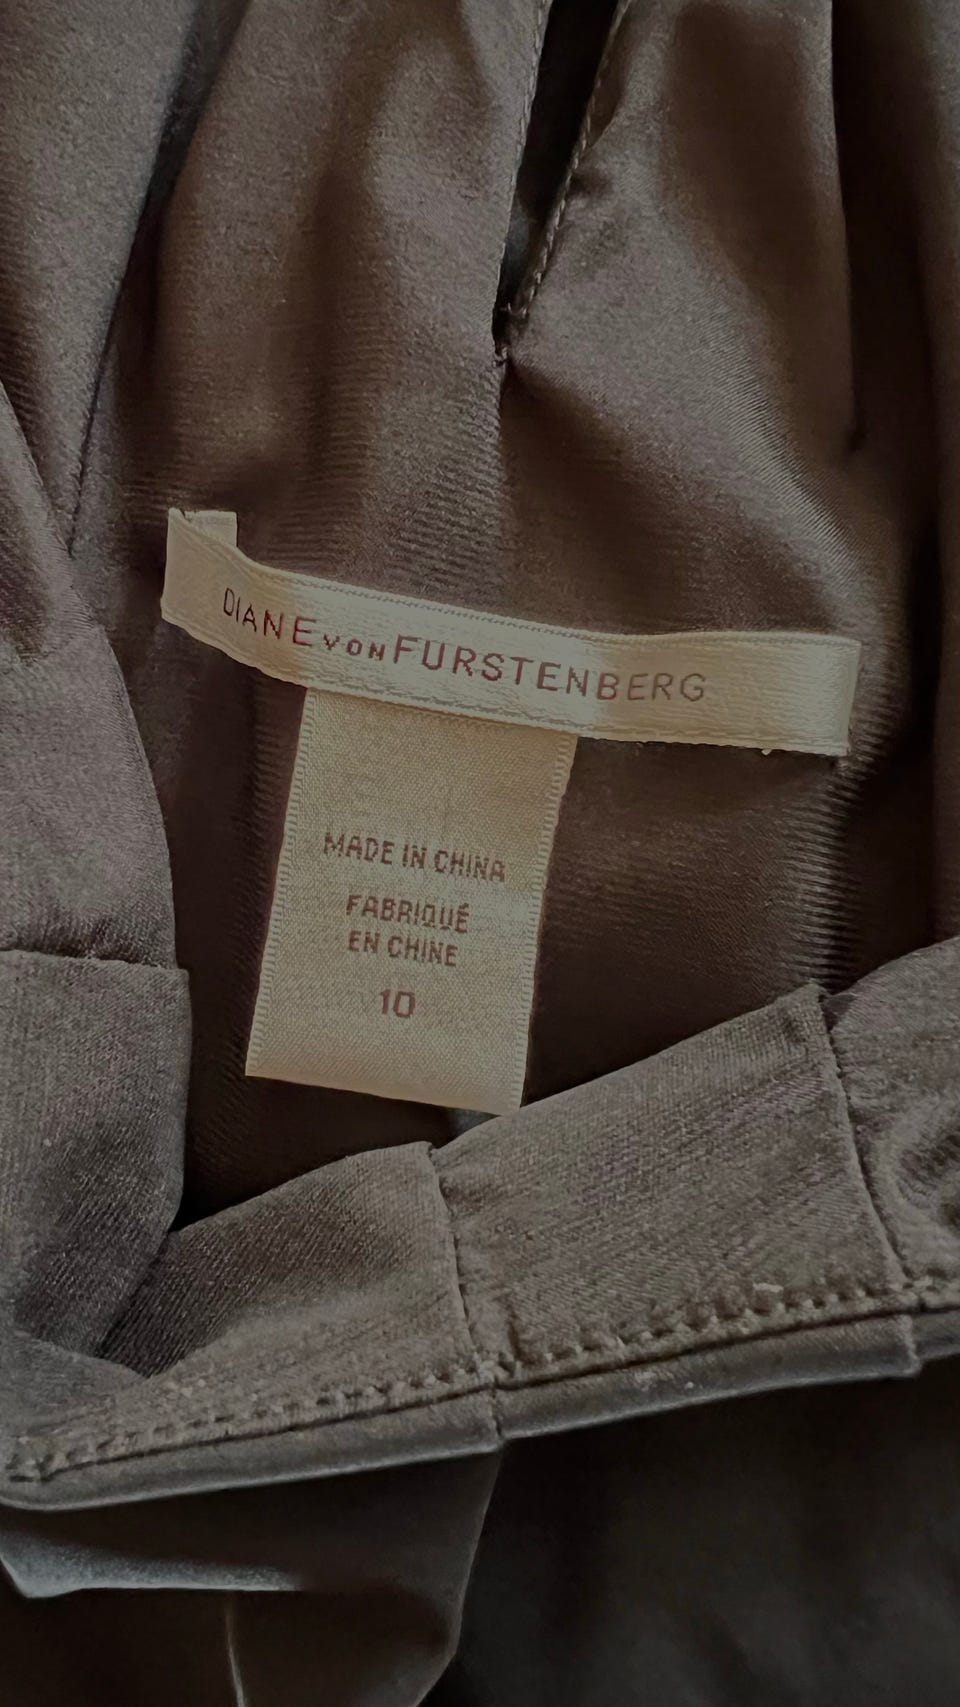 DIANE VON FURSTENBERG
MADE IN CHINA
FABRIQUÉ
EN CHINE
10